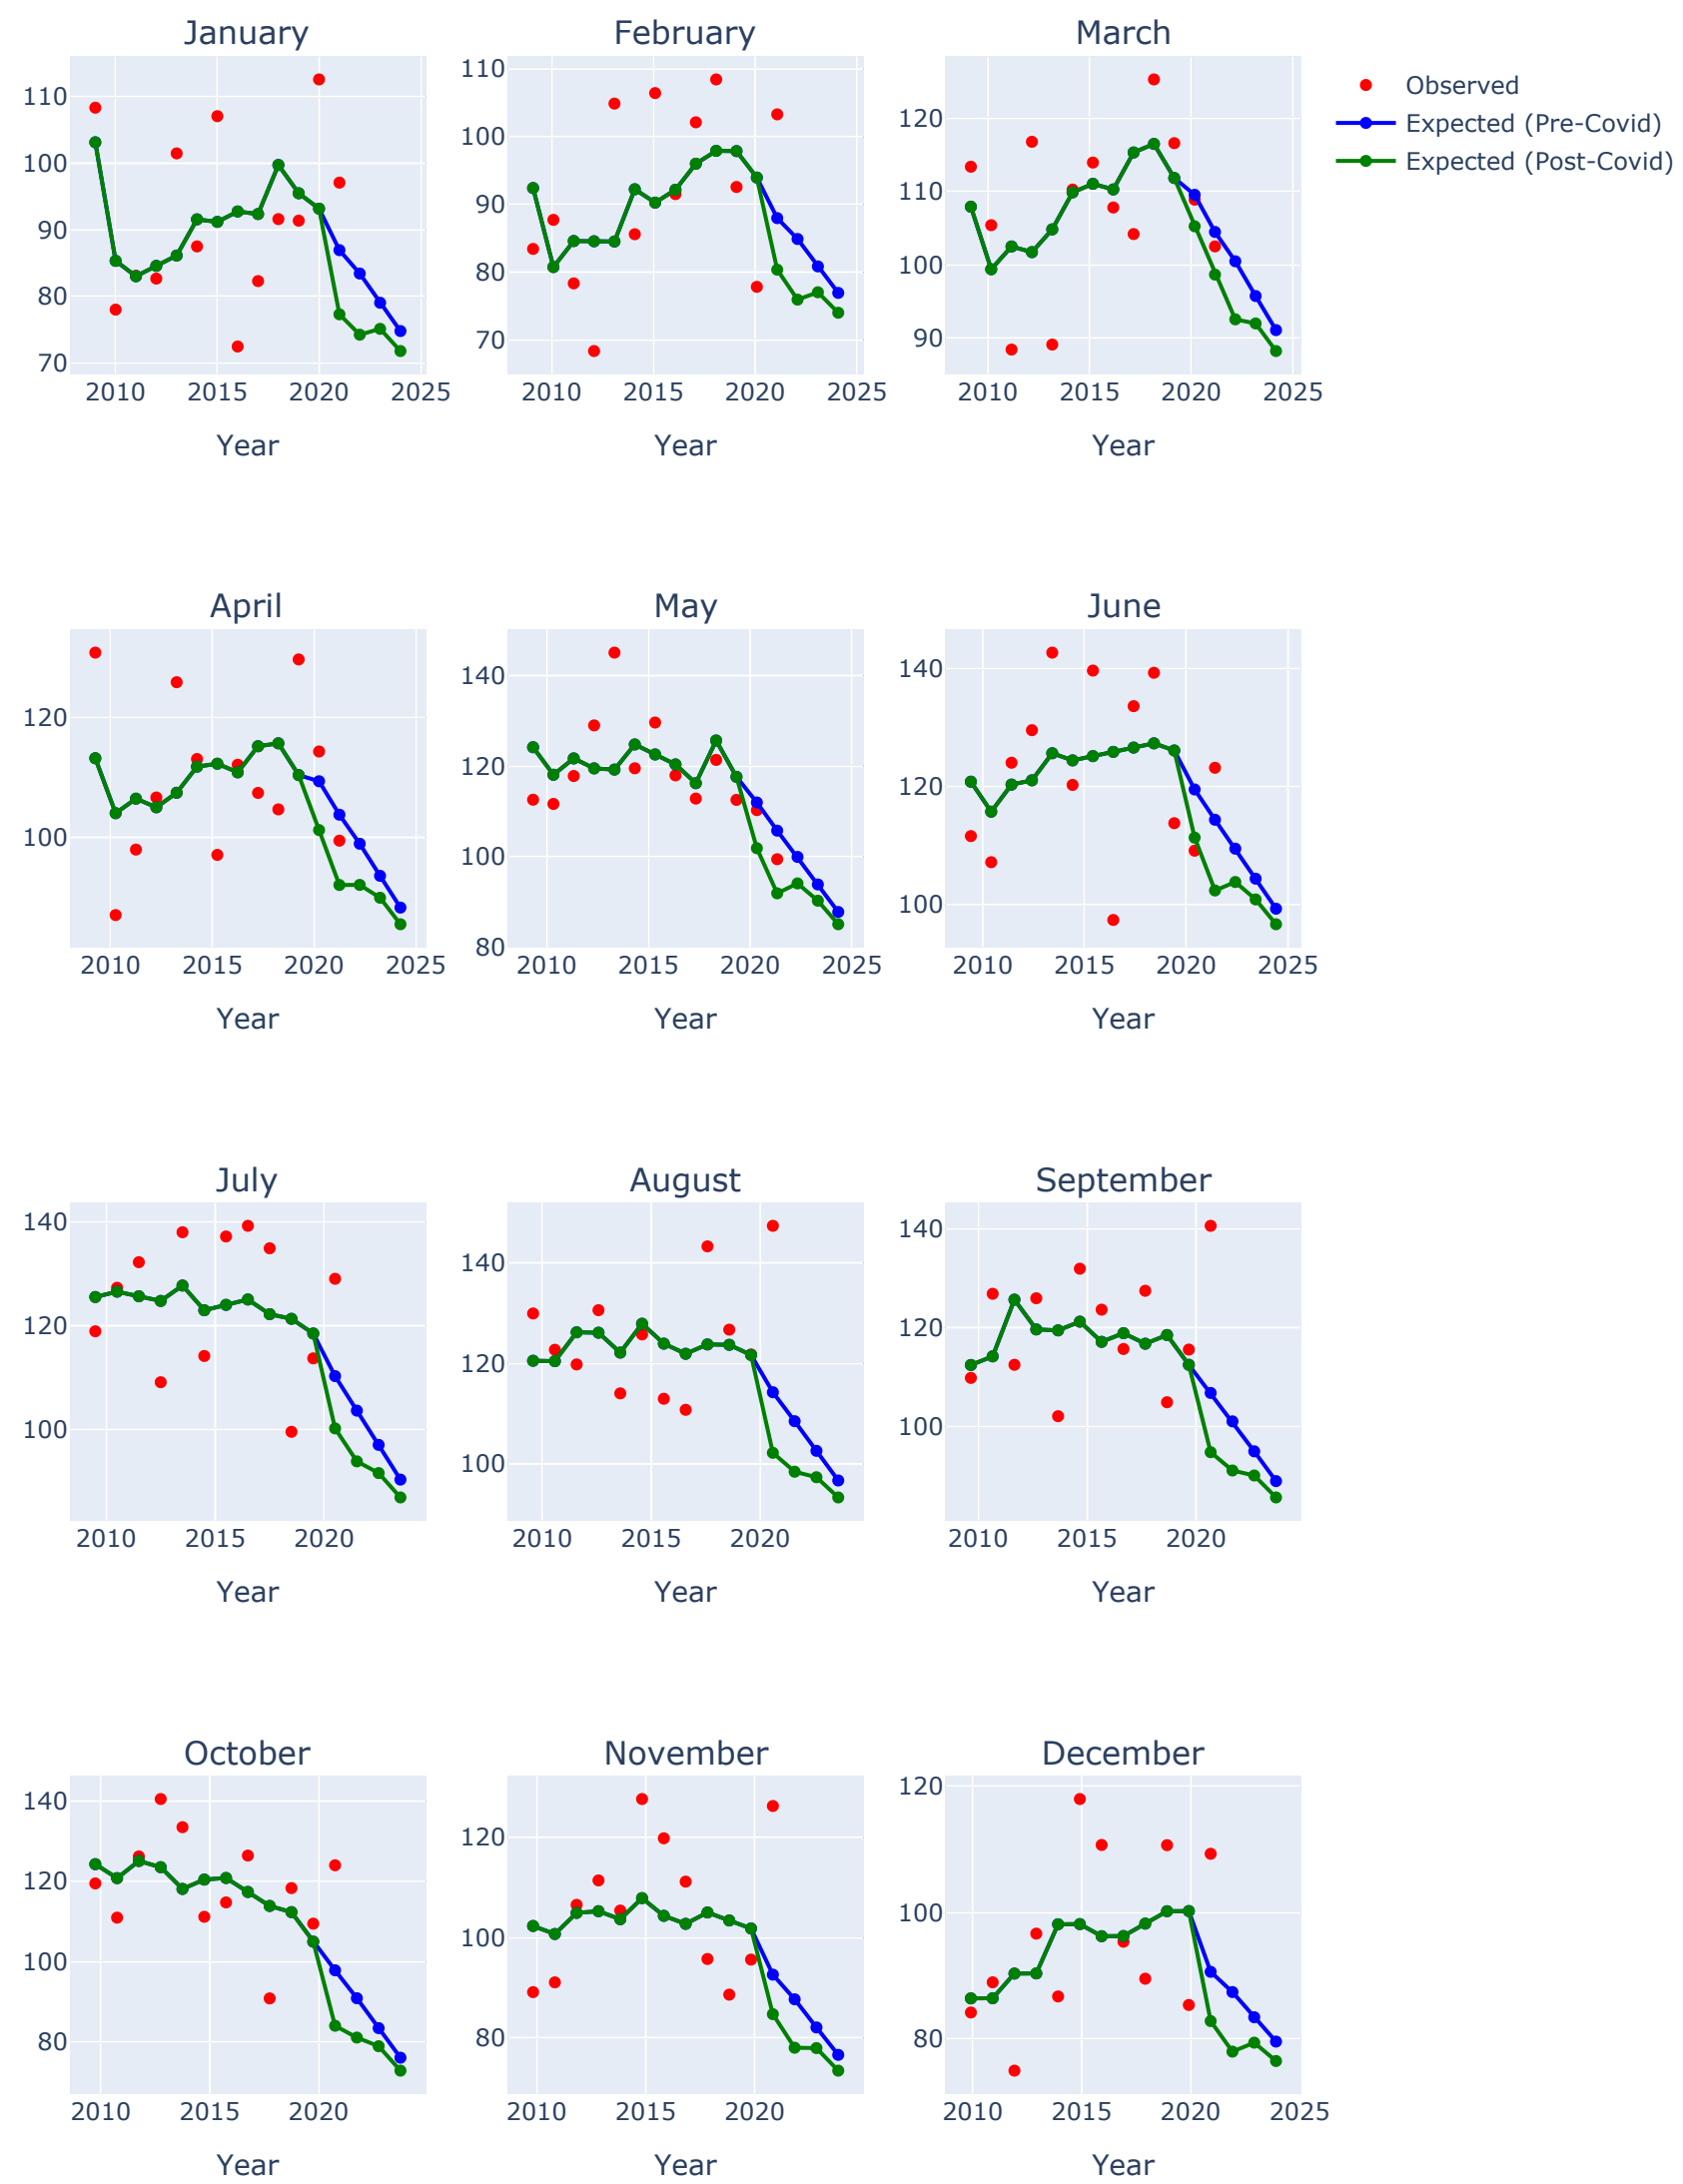 January February March
110
100
90
80
70
2010 2015 2020 2025
Year
110
100
90
80
70
2010 2015 2020 2025
Year
120
110
100
90
2010 2015 2020 2025
Year
Observed
Expected (Pre-Covid)
Expected (Post-Covid)
April May June
120
100
2010 2015 2020 2025
Year
140
120
100
80
2010 2015 2020 2025
Year
140
120
100
2010 2015 2020 2025
Year
July August September
140
120
100
2010 2015 2020
Year
140
120
100
2010 2015 2020
Year
140
120
100
2010 2015 2020
Year
October November December
140
120
100
80
2010 2015 2020
Year
120
100
80
2010 2015 2020
Year
120
100
80
2010 2015 2020 2025
Year